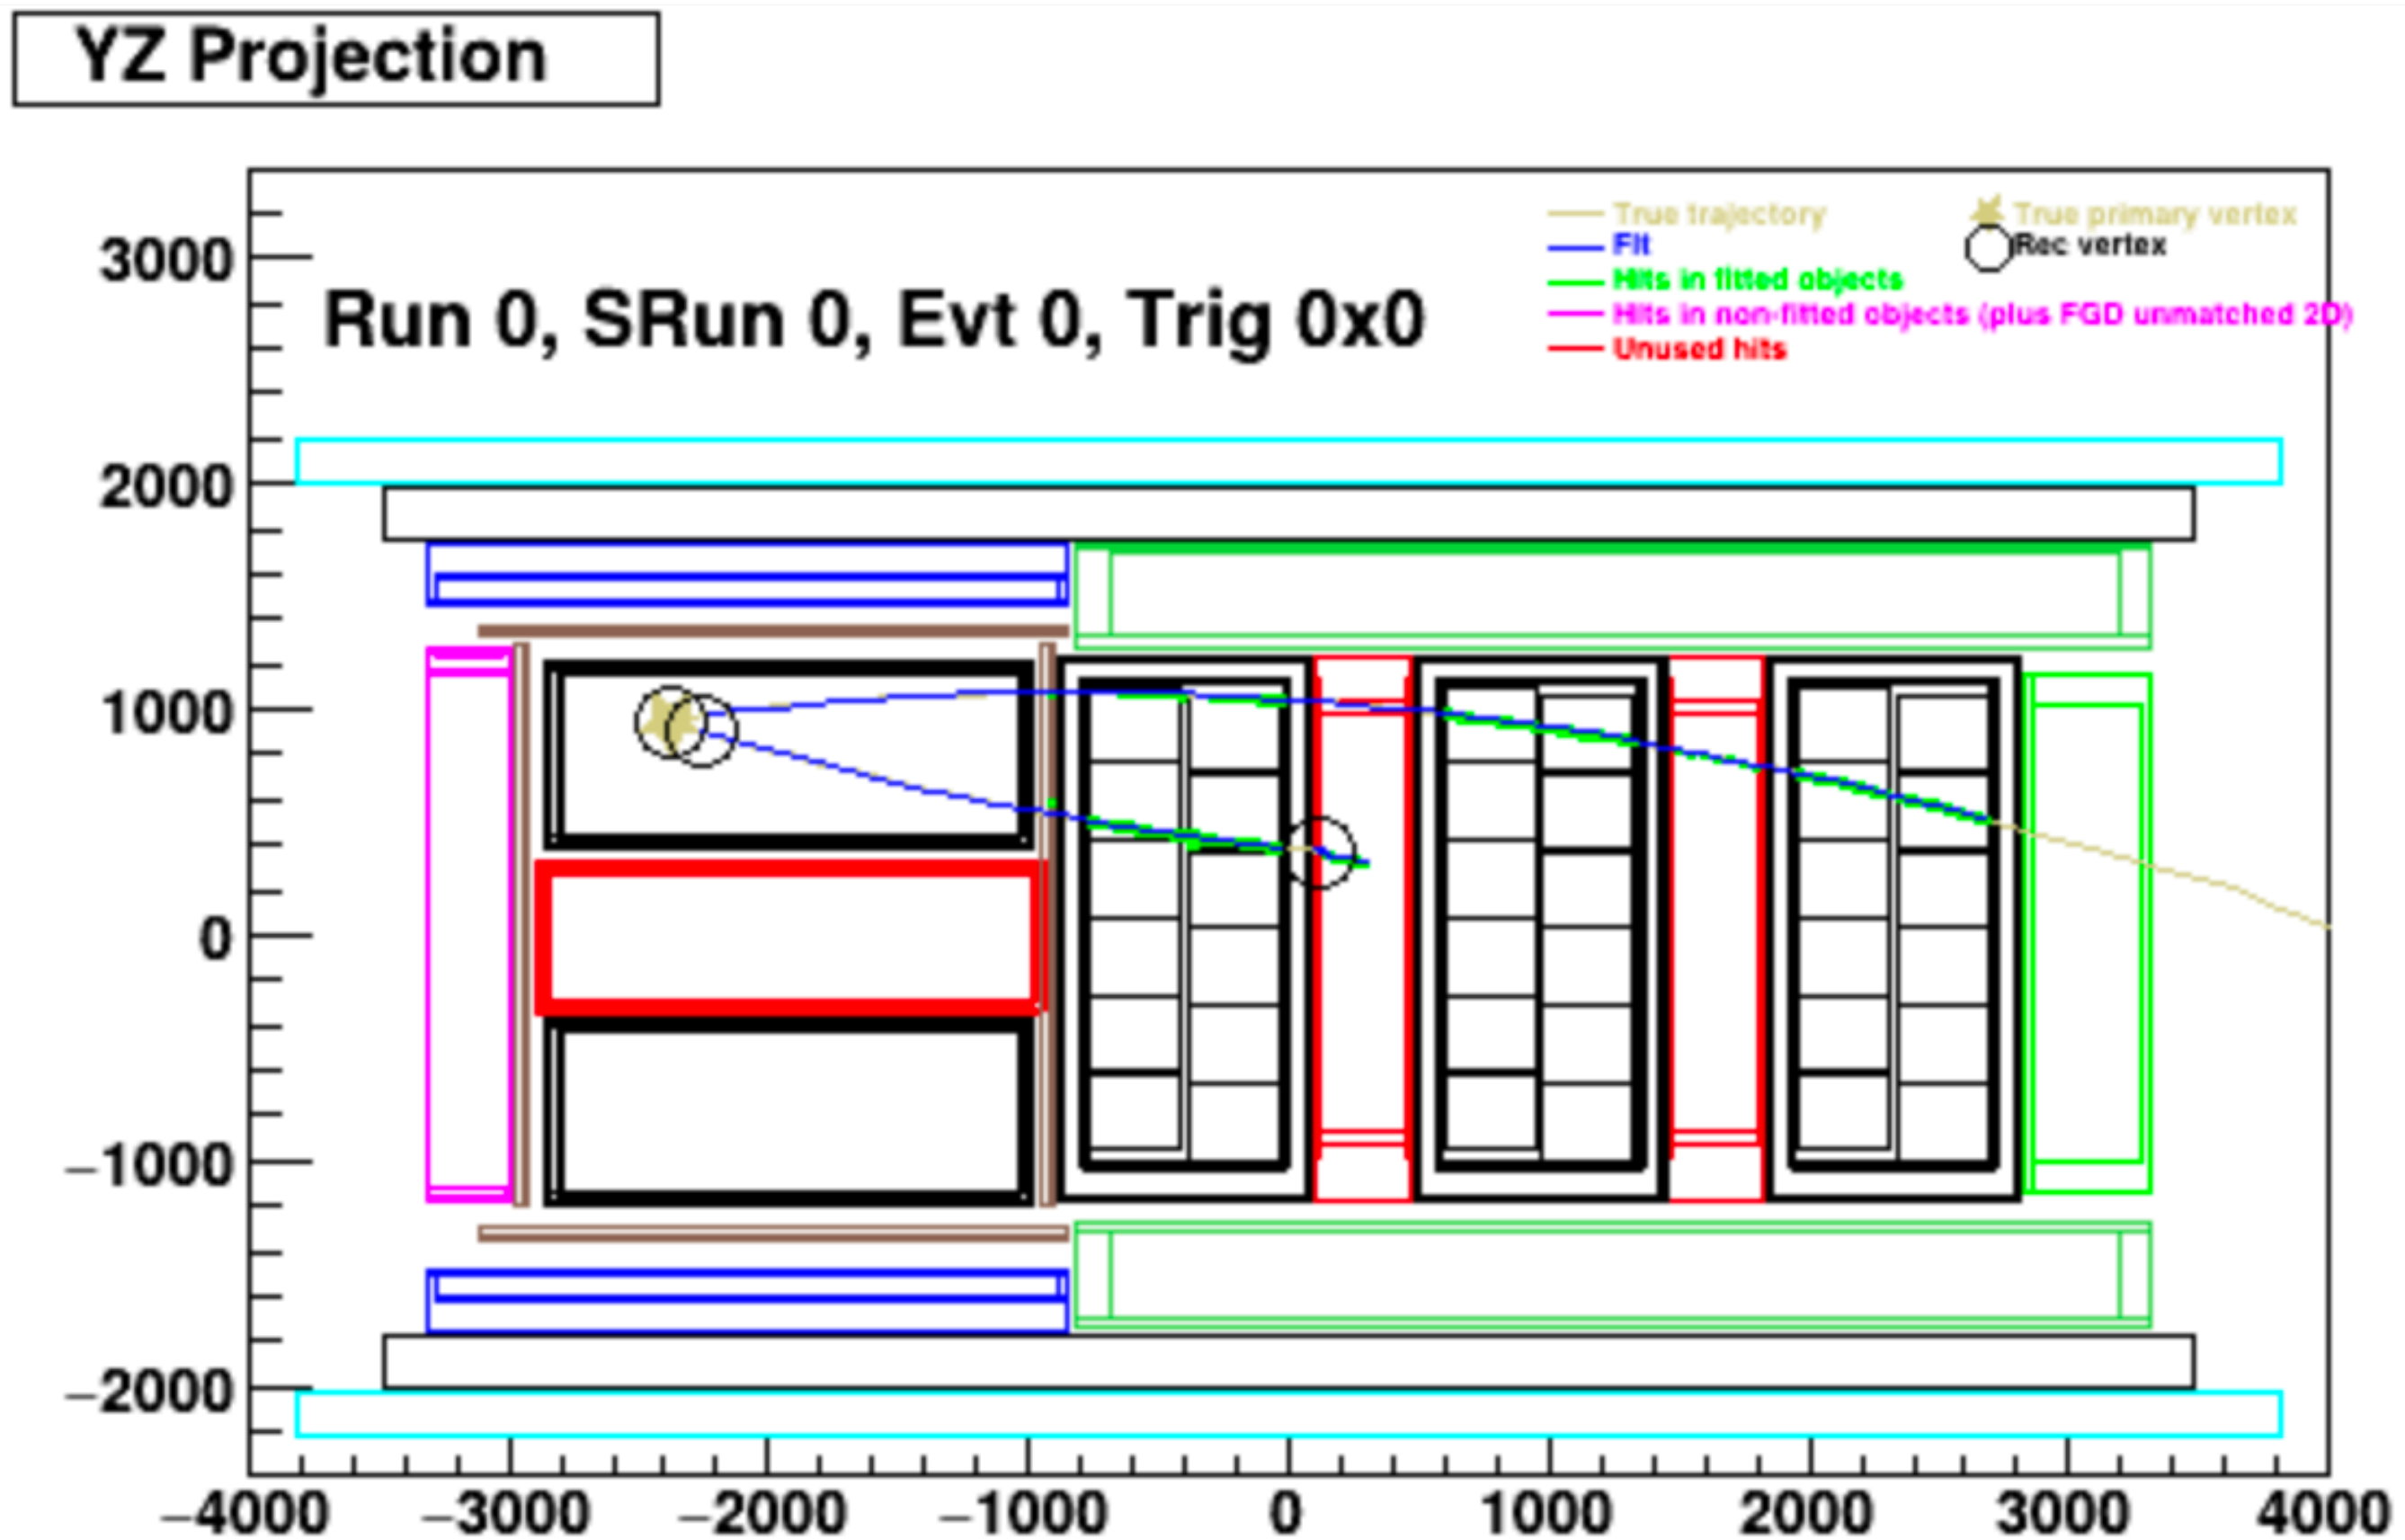 YZ Projection
True trajectory
True primary vertex
Fit
Rec vertex
Hits in fitted objects
Hits in non-fitted objects (plus FGD unmatched 2D)
Unused hits
Run 0, SRun 0, Evt 0, Trig 0x0
3000
2000
1000
0
−1000
−2000
−4000 −3000 −2000 −1000 0 1000 2000 3000 4000